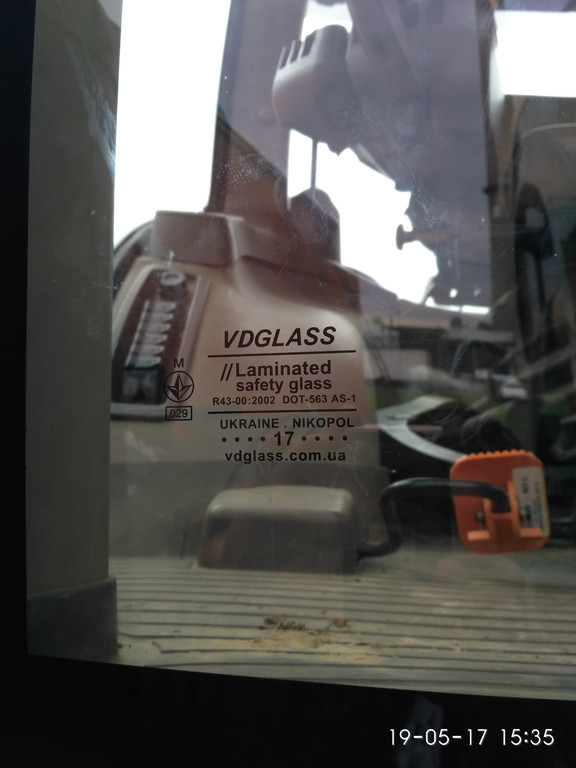 VDGLASS
M
//Laminated
safety glass
029
R43-00:2002 DOT-563 AS-1
UKRAINE . NIKOPOL
• • • • 17 • • • •
vdglass.com.ua
19-05-17 15:35